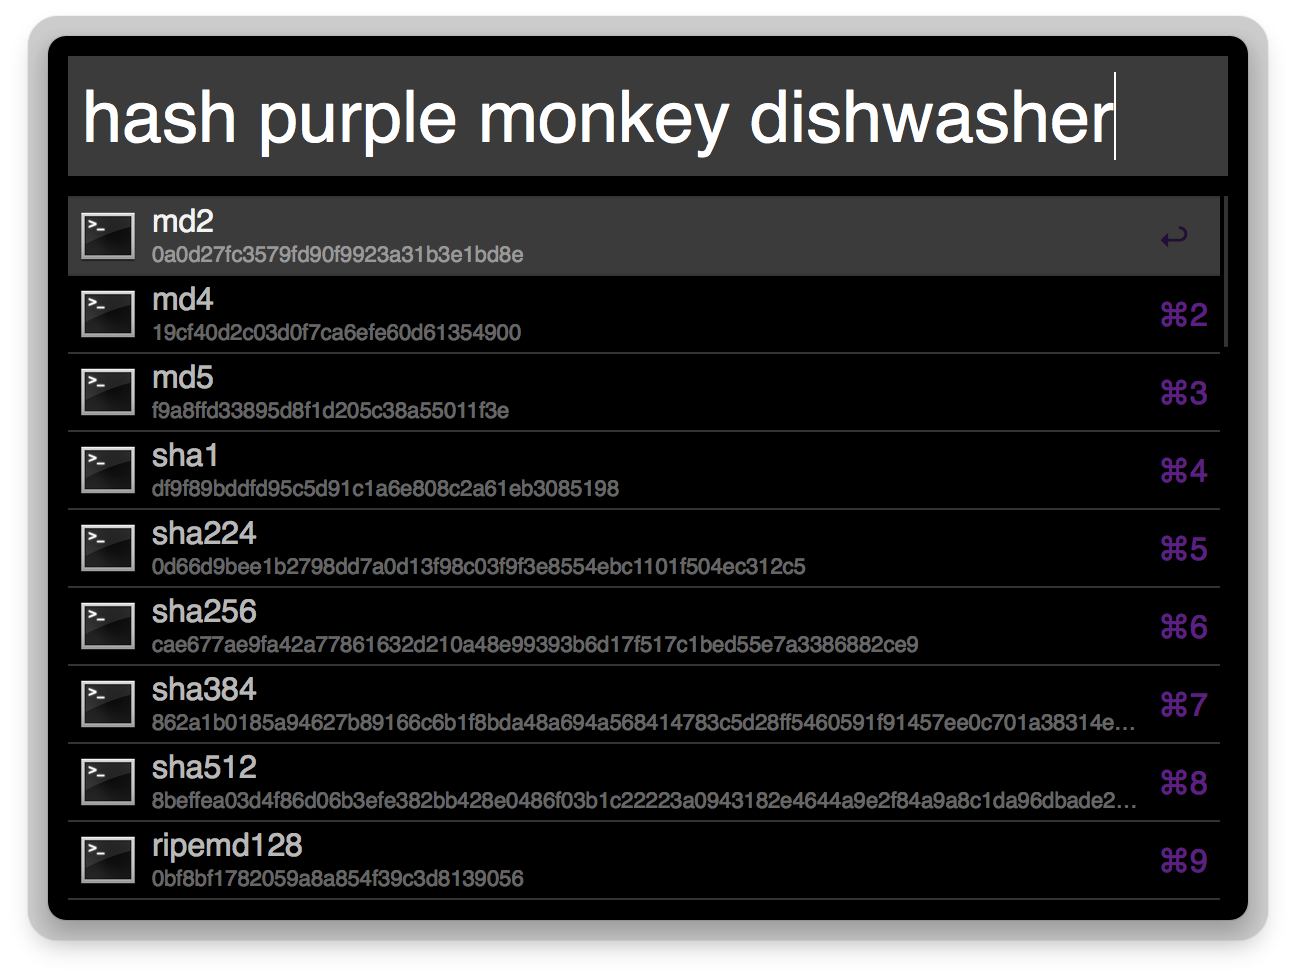 hash purple monkey dishwasher
md2
0a0d27fc3579fd90f9923a31b3e1bd8e
↩
md4
19cf40d2c03d0f7ca6efe60d61354900
⌘2
md5
f9a8ffd33895d8f1d205c38a55011f3e
⌘3
sha1
df9f89bddfd95c5d91c1a6e808c2a61eb3085198
⌘4
sha224
0d66d9bee1b2798dd7a0d13f98c03f9f3e8554ebc1101f504ec312c5
⌘5
sha256
cae677ae9fa42a77861632d210a48e99393b6d17f517c1bed55e7a3386882ce9
⌘6
sha384
862a1b0185a94627b89166c6b1f8bda48a694a568414783c5d28ff5460591f91457ee0c701a38314e...
⌘7
sha512
8beffea03d4f86d06b3efe382bb428e0486f03b1c22223a0943182e4644a9e2f84a9a8c1da96dbade2...
⌘8
ripemd128
0bf8bf1782059a8a854f39c3d8139056
⌘9